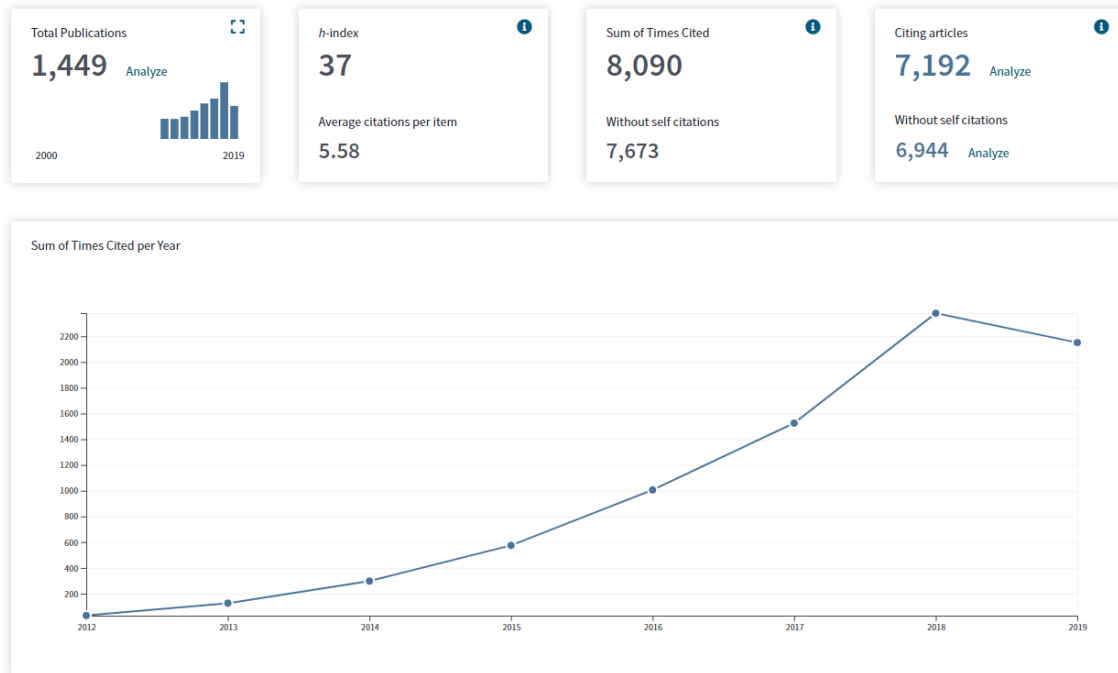 Total Publications
1,449 Analyze
2000 2019
h-index
37
Average citations per item
5.58
Sum of Times Cited
8,090
Without self citations
7,673
Citing articles
7,192 Analyze
Without self citations
6,944 Analyze
Sum of Times Cited per Year
2200
2000
1800
1600
1400
1200
1000
800
600
400
200
2012 2013 2014 2015 2016 2017 2018 2019